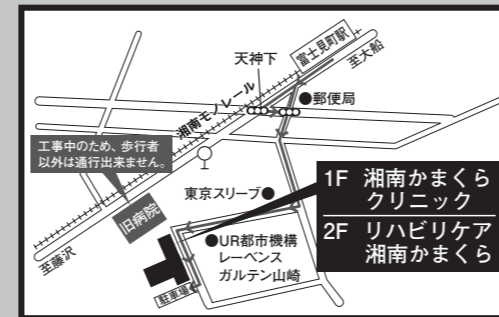 天神下
富士見町駅
至大船
●郵便局
湘南モノレール
工事中のため、歩行者
以外は通行出来ません。
1F 湘南かまくら
クリニック
東京スリーブ●
2F リハビリケア
湘南かまくら
旧病院
●UR都市機構
レーベンス
ガルテン山崎
至藤沢
駐車場